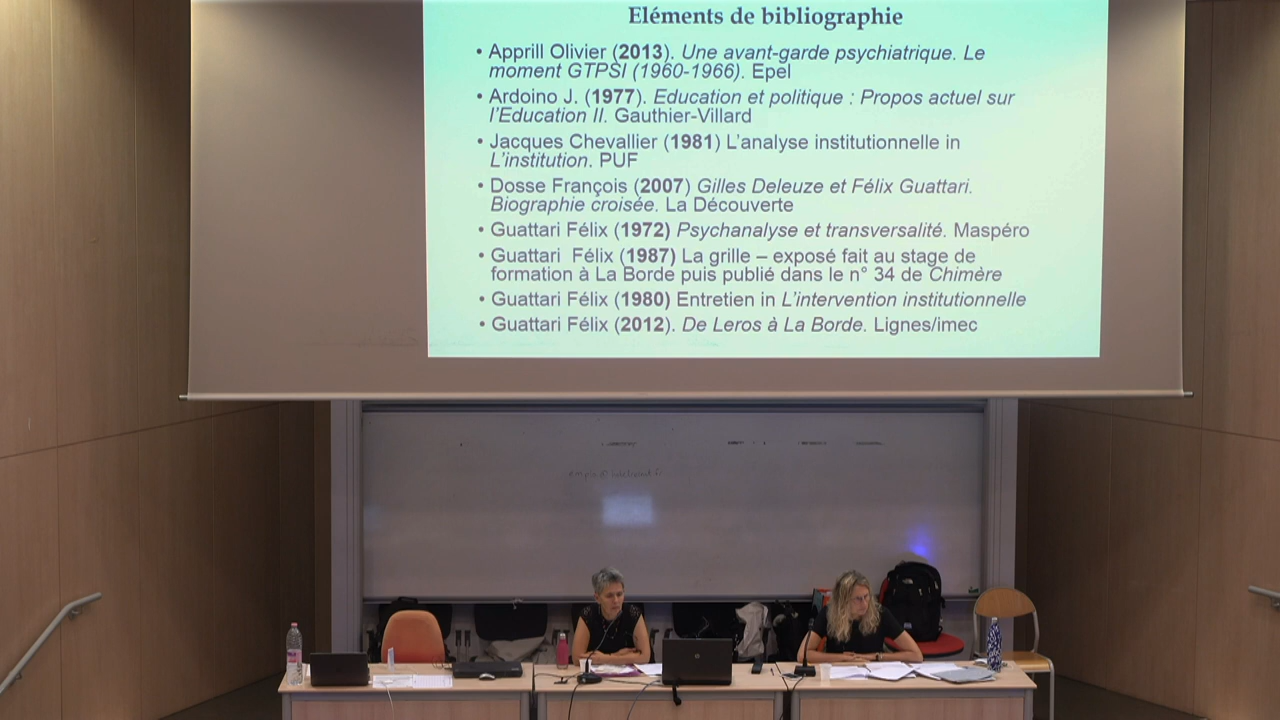 Eléments de bibliographie
• Apprill Olivier (2013). Une avant-garde psychiatrique. Le
moment GTPSI (1960-1966). Epel
• Ardoino J. (1977). Education et politique : Propos actuel sur
l'Education II. Gauthier-Villard
• Jacques Chevallier (1981) L'analyse institutionnelle in
L'institution. PUF
• Dosse François (2007) Gilles Deleuze et Félix Guattari.
Biographie croisée. La Découverte
• Guattari Félix (1972) Psychanalyse et transversalité. Maspéro
• Guattari Félix (1987) La grille – exposé fait au stage de
formation à La Borde puis publié dans le n° 34 de Chimère
• Guattari Félix (1980) Entretien in L'intervention institutionnelle
• Guattari Félix (2012). De Leros à La Borde. Lignes/imec